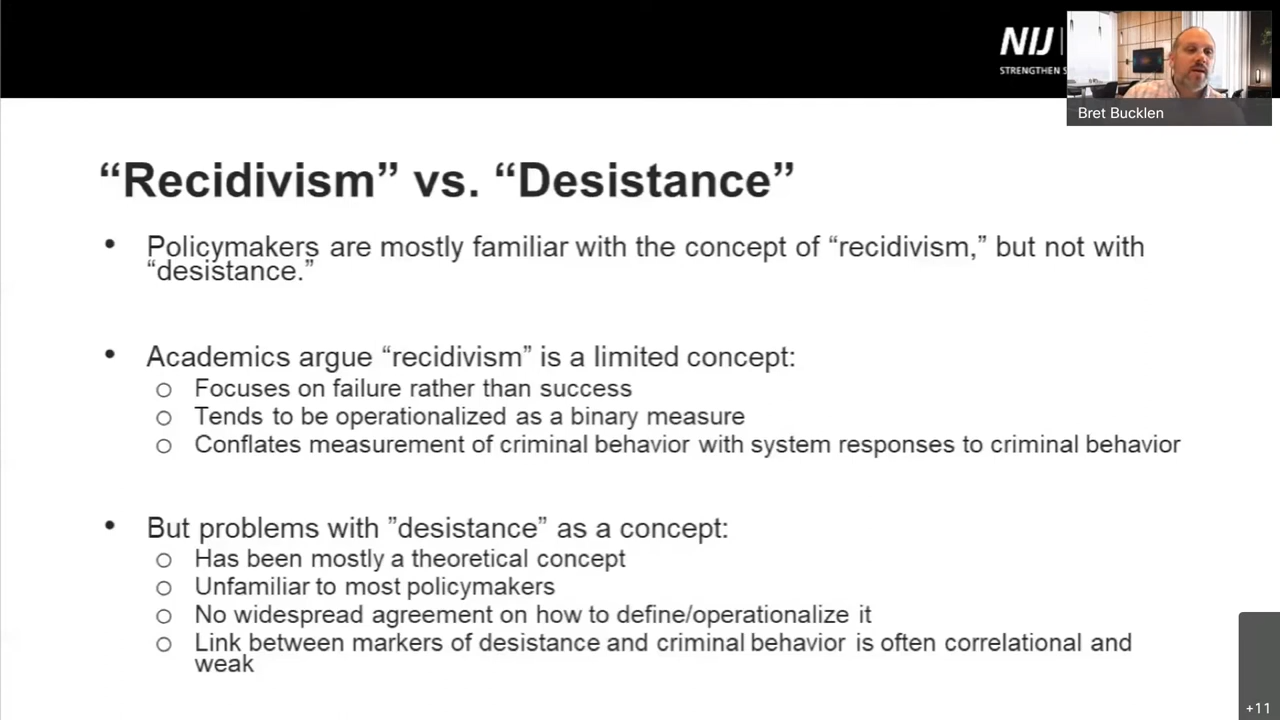 NIJ
STRENGTHEN
Bret Bucklen
“Recidivism” vs. “Desistance”
• Policymakers are mostly familiar with the concept of “recidivism,” but not with
“desistance.”
• Academics argue “recidivism” is a limited concept:
o Focuses on failure rather than success
o Tends to be operationalized as a binary measure
o Conflates measurement of criminal behavior with system responses to criminal behavior
• But problems with ”desistance” as a concept:
o Has been mostly a theoretical concept
o Unfamiliar to most policymakers
o No widespread agreement on how to define/operationalize it
o Link between markers of desistance and criminal behavior is often correlational and
weak
+11